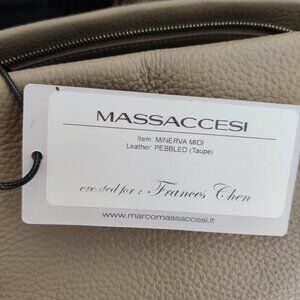 MASSACCESI
Item: MINERVA MIDI
Leather: PEBBLED (Taupe)
created for : Frances Chen
www.marcomassaccesi.it